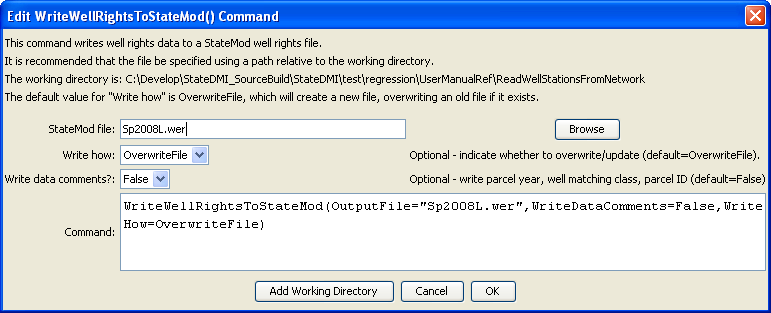 Edit WriteWellRightsToStateMod() Command
This command writes well rights data to a StateMod well rights file.
It is recommended that the file be specified using a path relative to the working directory.
The working directory is: C:\Develop\StateDMI_SourceBuild\StateDMI\test\regression\UserManualRef\ReadWellStationsFromNetwork
The default value for "Write how" is OverwriteFile, which will create a new file, overwriting an old file if it exists.
StateMod file: Sp2008L.wer Browse
Write how: OverwriteFile Optional - indicate whether to overwrite/update (default=OverwriteFile).
Write data comments?: False Optional - write parcel year, well matching class, parcel ID (default=False)
Command: WriteWellRightsToStateMod(OutputFile="Sp2008L.wer",WriteDataComments=False,Write
How=OverwriteFile)
Add Working Directory Cancel OK